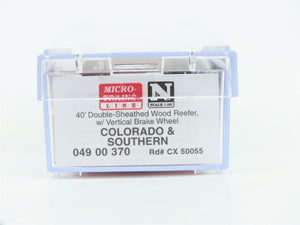 MICRO-
TRAINS
LINE
N
SCALE 1:160
40' Double-Sheathed Wood Reefer,
w/ Vertical Brake Wheel
COLORADO &
SOUTHERN
049 00 370 Rd# CX 50055